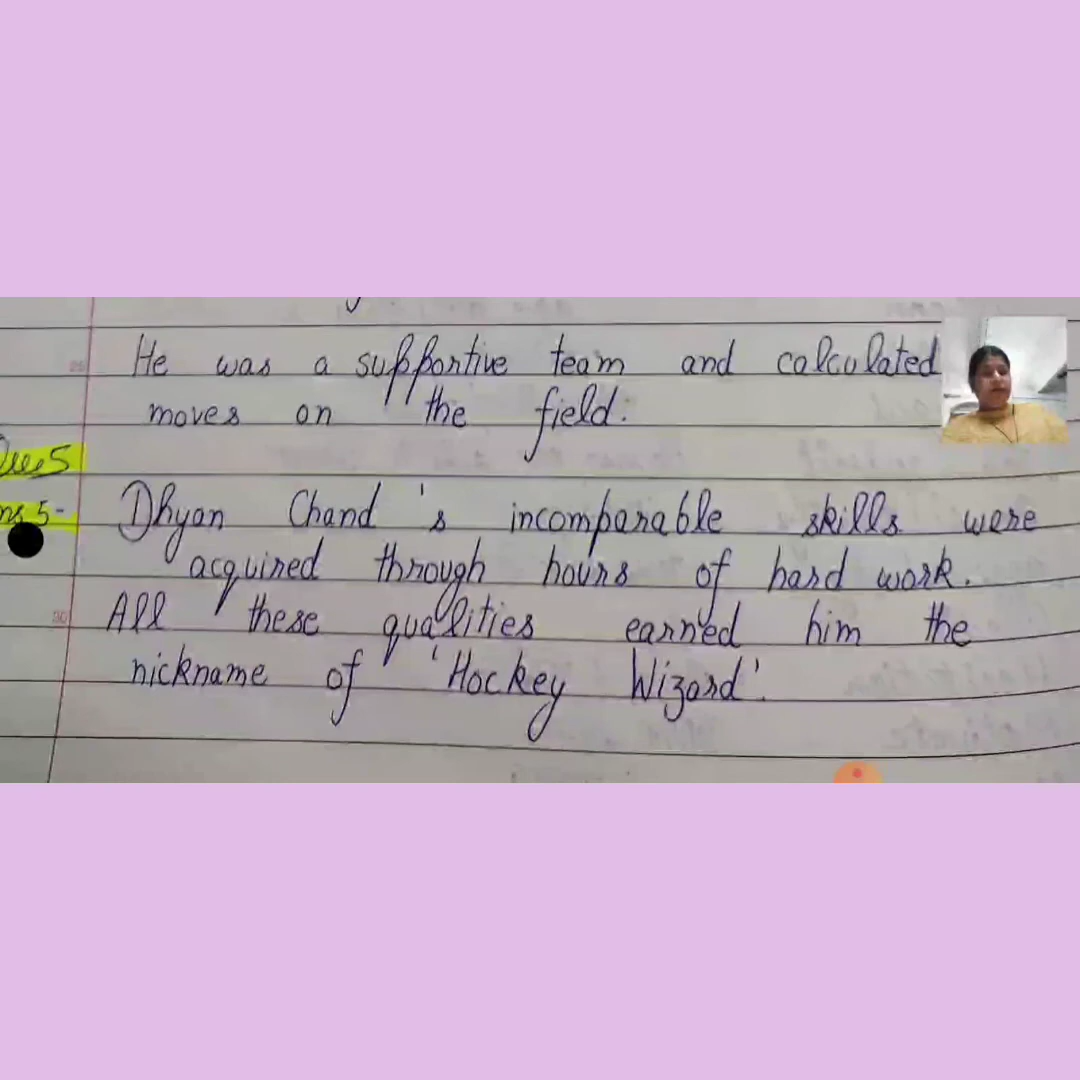 He was a supportive team and calculated
moves on the field.
Ques 5
Ans 5- Dhyan Chand's incomparable skills were
acquired through hours of hard work.
All these qualities earned him the
nickname of 'Hockey Wizard'.